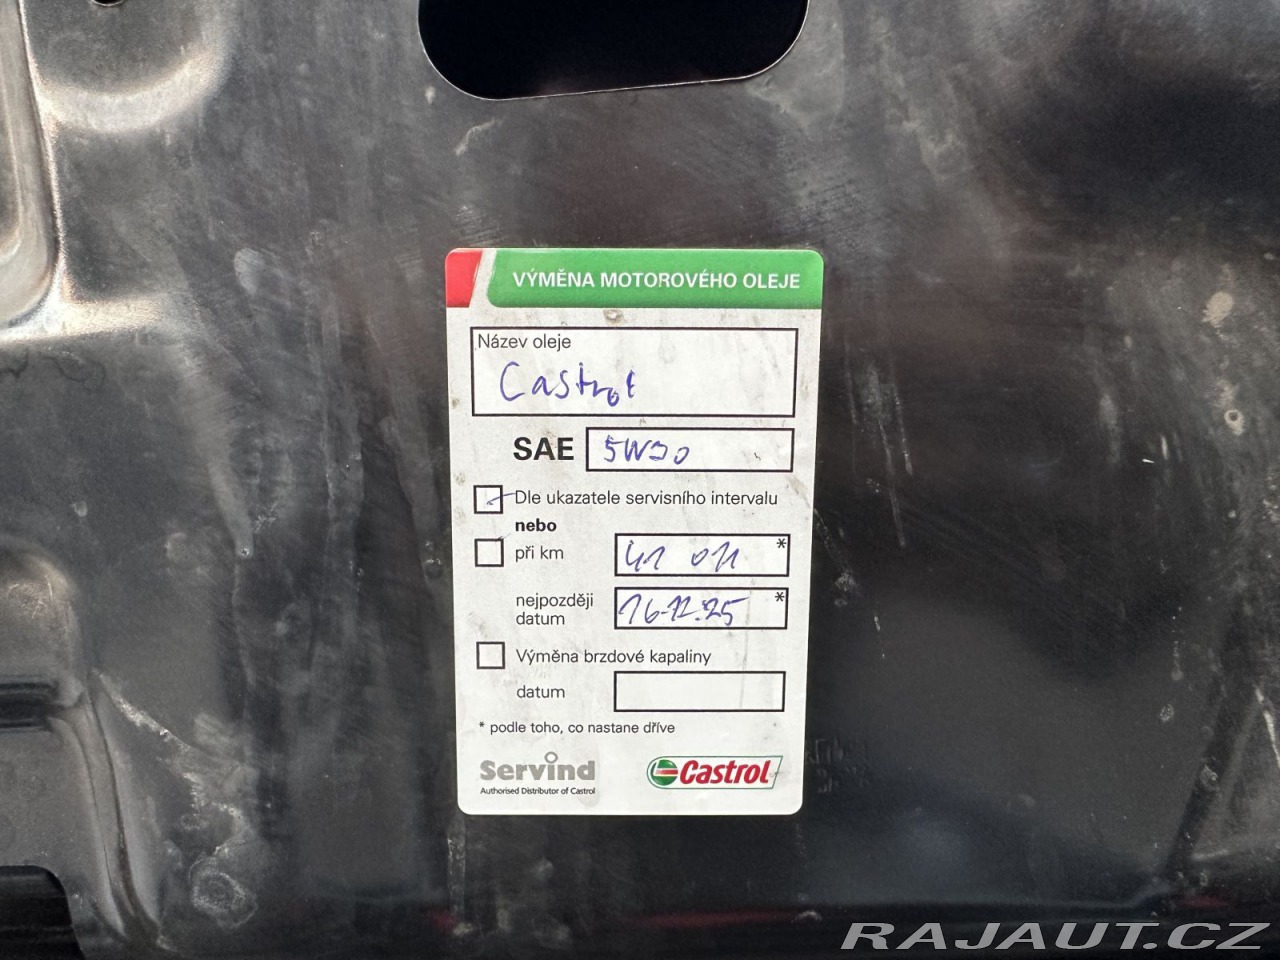 VÝMĚNA MOTOROVÉHO OLEJE
Název oleje
Castrol
SAE 5W30
Dle ukazatele servisního intervalu
nebo
při km 41 011 *
nejpozději
datum 16.12.25 *
Výměna brzdové kapaliny
datum
* podle toho, co nastane dříve
Servind Castrol
Authorised Distributor of Castrol
RAJAUT.CZ